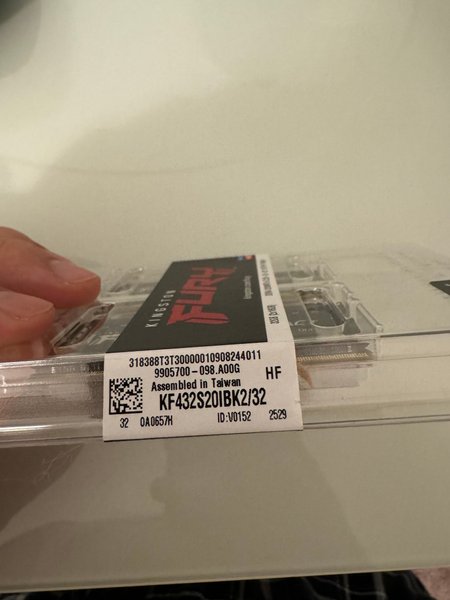 KINGSTON
FURY
318388T3T30000010908244011
9905700-098.A00G
Assembled in Taiwan
HF
KF432S20IBK2/32
32 0A0657H ID:V0152 2529